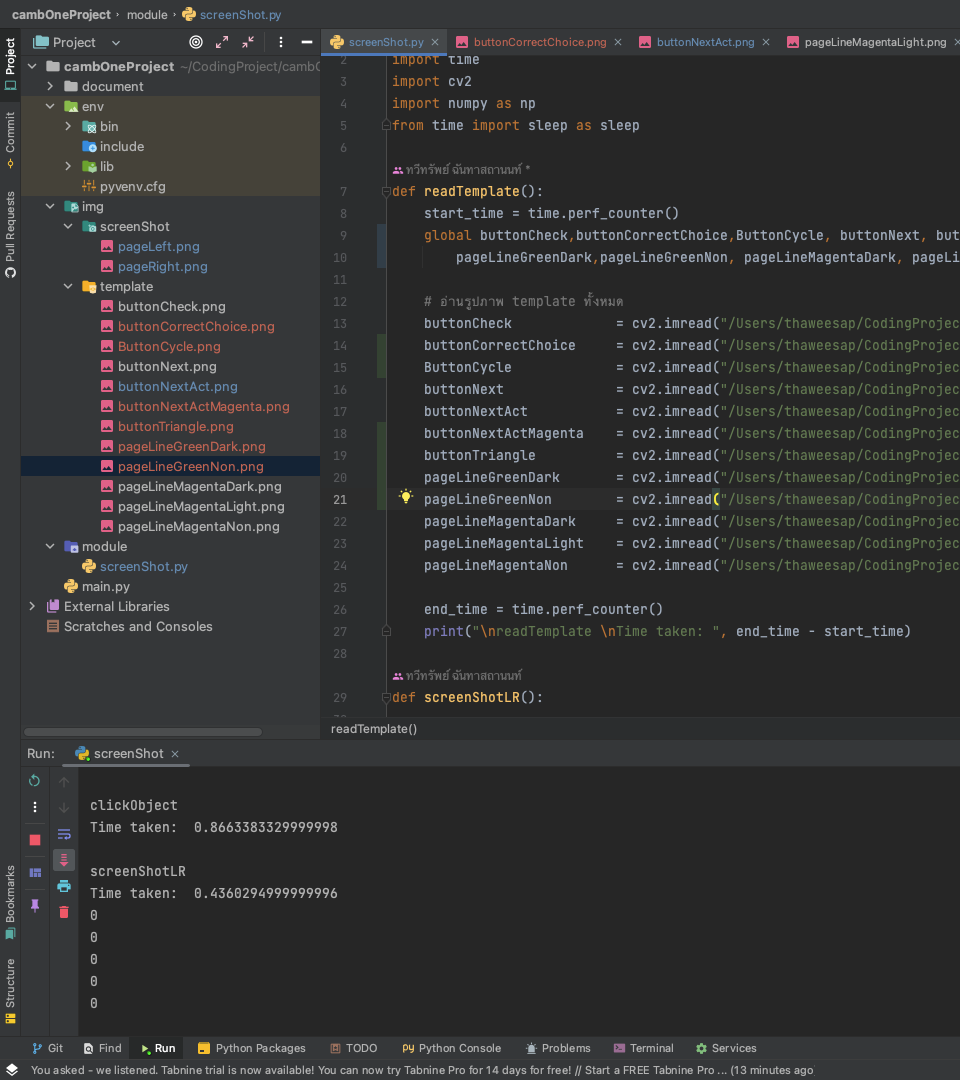 cambOneProject › module › screenShot.py
Project
screenShot.py ×
buttonCorrectChoice.png ×
buttonNextAct.png ×
pageLineMagentaLight.png ×
Project
Commit
Pull Requests
Bookmarks
Structure
cambOneProject ~/CodingProject/cambO
document
env
bin
include
lib
pyvenv.cfg
img
screenShot
pageLeft.png
pageRight.png
template
buttonCheck.png
buttonCorrectChoice.png
ButtonCycle.png
buttonNext.png
buttonNextAct.png
buttonNextActMagenta.png
buttonTriangle.png
pageLineGreenDark.png
pageLineGreenNon.png
pageLineMagentaDark.png
pageLineMagentaLight.png
pageLineMagentaNon.png
module
screenShot.py
main.py
External Libraries
Scratches and Consoles
2 import time
3 import cv2
4 import numpy as np
5 from time import sleep as sleep
6
ทวีทรัพย์ ฉันทาสถานนท์ *
7 def readTemplate():
8 start_time = time.perf_counter()
9 global buttonCheck,buttonCorrectChoice,ButtonCycle, buttonNext, but
10 pageLineGreenDark,pageLineGreenNon, pageLineMagentaDark, pageLi
11
12 # อ่านรูปภาพ template ทั้งหมด
13 buttonCheck = cv2.imread("/Users/thaweesap/CodingProjec
14 buttonCorrectChoice = cv2.imread("/Users/thaweesap/CodingProjec
15 ButtonCycle = cv2.imread("/Users/thaweesap/CodingProjec
16 buttonNext = cv2.imread("/Users/thaweesap/CodingProjec
17 buttonNextAct = cv2.imread("/Users/thaweesap/CodingProjec
18 buttonNextActMagenta = cv2.imread("/Users/thaweesap/CodingProjec
19 buttonTriangle = cv2.imread("/Users/thaweesap/CodingProjec
20 pageLineGreenDark = cv2.imread("/Users/thaweesap/CodingProjec
21 pageLineGreenNon = cv2.imread("/Users/thaweesap/CodingProjec
22 pageLineMagentaDark = cv2.imread("/Users/thaweesap/CodingProjec
23 pageLineMagentaLight = cv2.imread("/Users/thaweesap/CodingProjec
24 pageLineMagentaNon = cv2.imread("/Users/thaweesap/CodingProjec
25
26 end_time = time.perf_counter()
27 print("\nreadTemplate \nTime taken: ", end_time - start_time)
28
ทวีทรัพย์ ฉันทาสถานนท์
29 def screenShotLR():
readTemplate()
Run: screenShot ×
clickObject
Time taken: 0.8663383329999998
screenShotLR
Time taken: 0.4360294999999996
0
0
0
0
0
Git
Find
Run
Python Packages
TODO
Python Console
Problems
Terminal
Services
You asked - we listened. Tabnine trial is now available! You can now try Tabnine Pro for 14 days for free! // Start a FREE Tabnine Pro ... (13 minutes ago